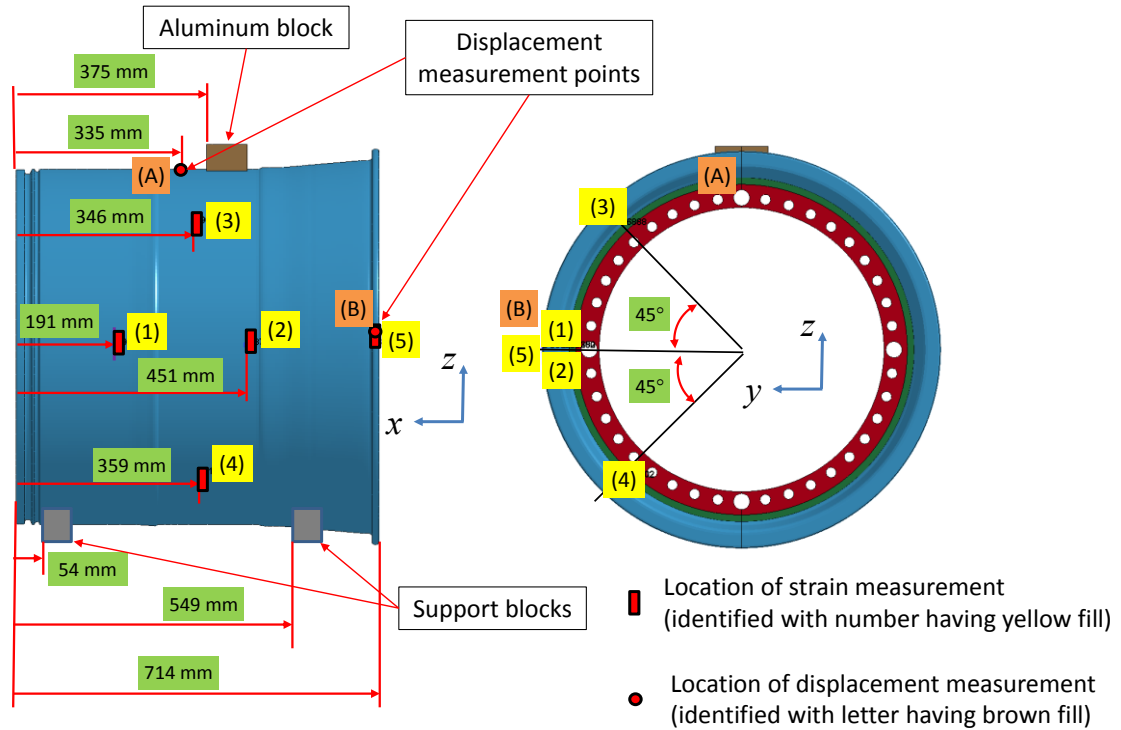 Aluminum block
Displacement
measurement points
375 mm
335 mm
(A)
346 mm
(3)
191 mm
(1)
(2)
(B)
(5)
451 mm
z
x
359 mm
(4)
54 mm
Support blocks
549 mm
714 mm
(A)
(3)
(B)
(1)
(5)
(2)
45°
45°
z
y
(4)
Location of strain measurement
(identified with number having yellow fill)
Location of displacement measurement
(identified with letter having brown fill)